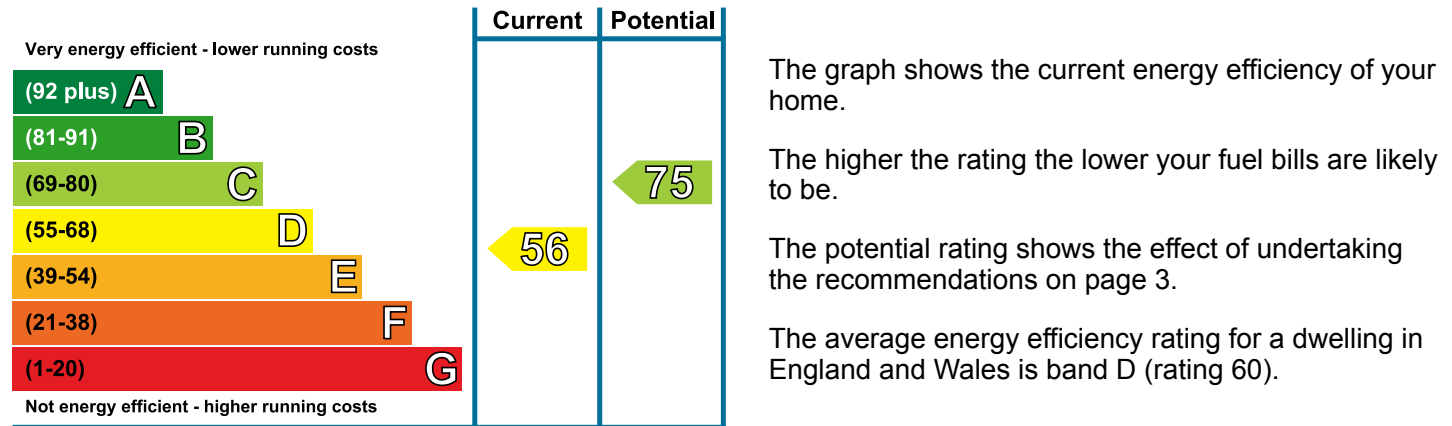 Current Potential
Very energy efficient - lower running costs
(92 plus) A
(81-91) B
(69-80) C
75
(55-68) D
56
(39-54) E
(21-38) F
(1-20) G
Not energy efficient - higher running costs
The graph shows the current energy efficiency of your
home.
The higher the rating the lower your fuel bills are likely
to be.
The potential rating shows the effect of undertaking
the recommendations on page 3.
The average energy efficiency rating for a dwelling in
England and Wales is band D (rating 60).